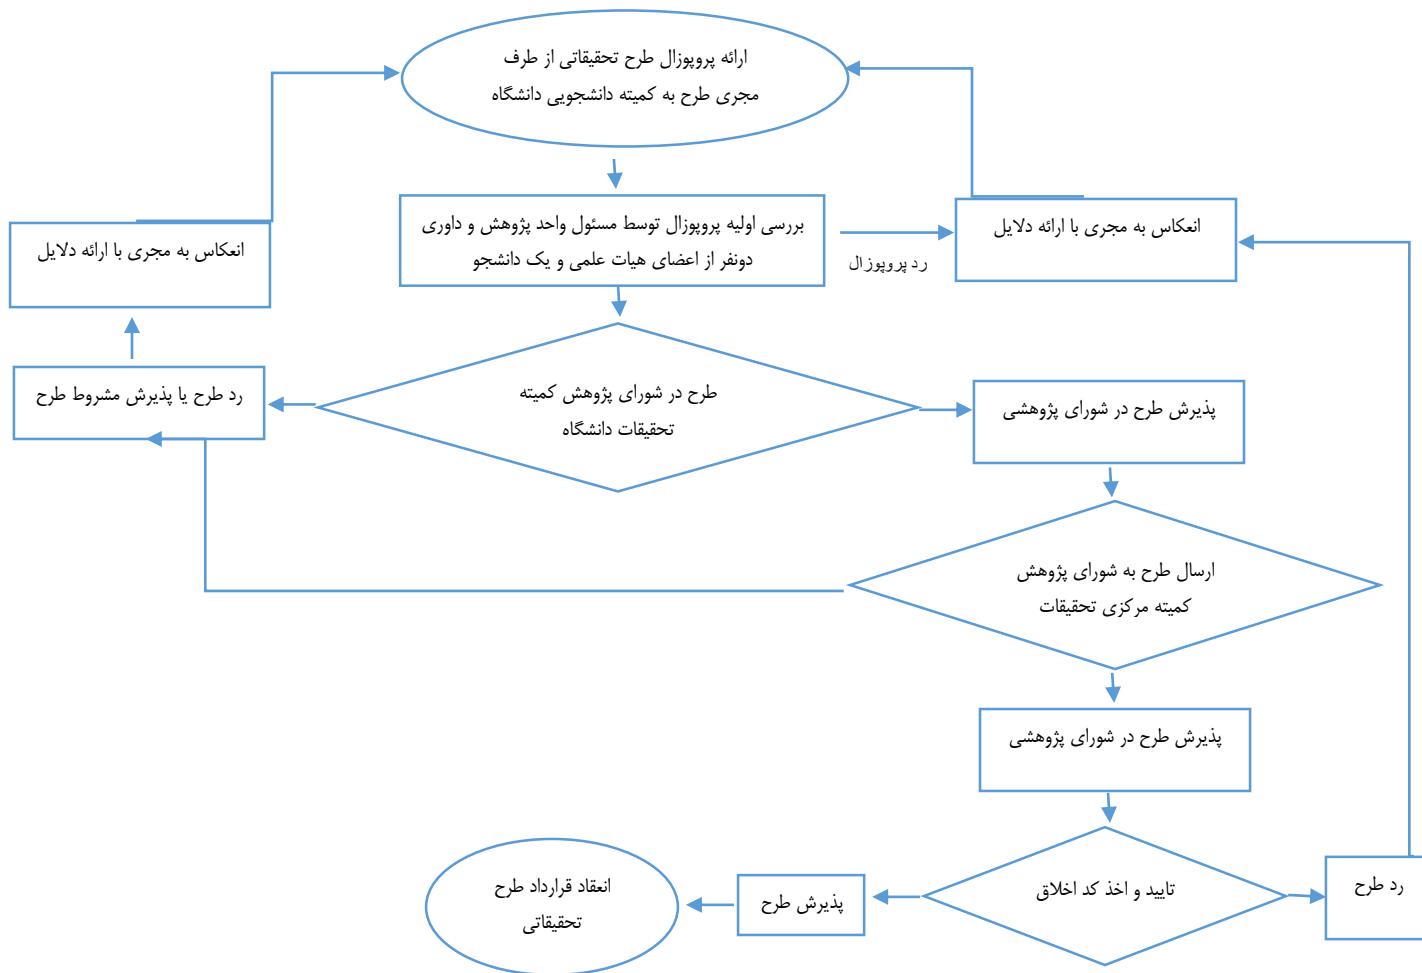 ارائه پروپوزال طرح تحقیقاتی از طرف
مجری طرح به کمیته دانشجویی دانشگاه
بررسی اولیه پروپوزال توسط مسئول واحد پژوهش و داوری
دونفر از اعضای هیات علمی و یک دانشجو
رد پروپوزال
انعکاس به مجری با ارائه دلایل
انعکاس به مجری با ارائه دلایل
طرح در شورای پژوهش کمیته
تحقیقات دانشگاه
رد طرح یا پذیرش مشروط طرح
پذیرش طرح در شورای پژوهشی
ارسال طرح به شورای پژوهش
کمیته مرکزی تحقیقات
پذیرش طرح در شورای پژوهشی
تایید و اخذ کد اخلاق
رد طرح
پذیرش طرح
انعقاد قرارداد طرح
تحقیقاتی